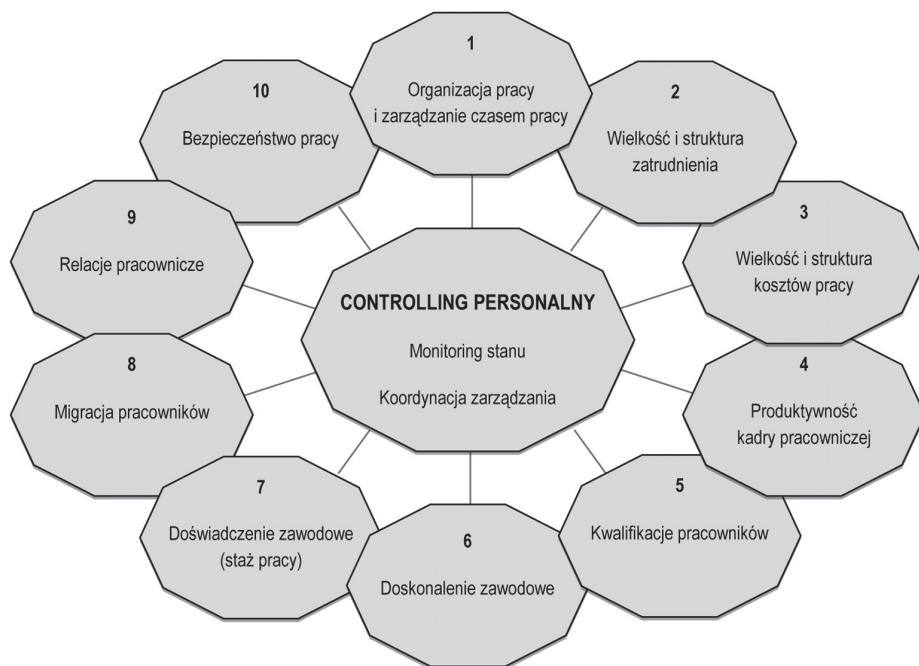 1
Organizacja pracy
i zarządzanie czasem pracy
2
Wielkość i struktura
zatrudnienia
3
Wielkość i struktura
kosztów pracy
4
Produktywność
kadry pracowniczej
5
Kwalifikacje pracowników
6
Doskonalenie zawodowe
7
Doświadczenie zawodowe
(staż pracy)
8
Migracja pracowników
9
Relacje pracownicze
10
Bezpieczeństwo pracy
CONTROLLING PERSONALNY
Monitoring stanu
Koordynacja zarządzania